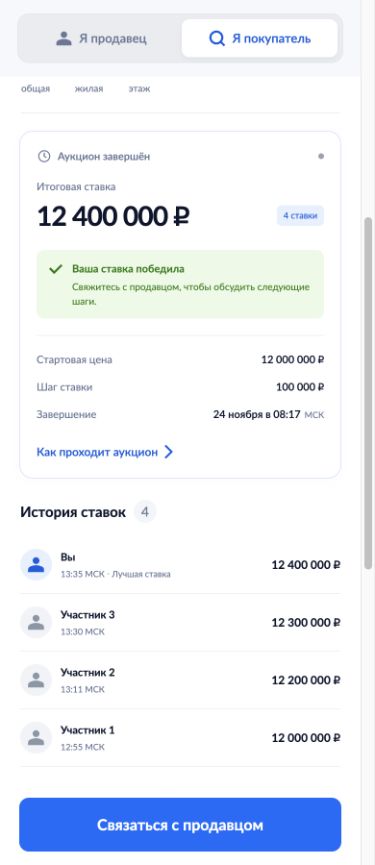 Я продавец
Я покупатель
общая жилая этаж
Аукцион завершён
Итоговая ставка
12 400 000 ₽
4 ставки
Ваша ставка победила
Свяжитесь с продавцом, чтобы обсудить следующие
шаги.
Стартовая цена 12 000 000 ₽
Шаг ставки 100 000 ₽
Завершение 24 ноября в 08:17 МСК
Как проходит аукцион
История ставок 4
Вы
13:35 МСК · Лучшая ставка
12 400 000 ₽
Участник 3
13:30 МСК
12 300 000 ₽
Участник 2
13:11 МСК
12 200 000 ₽
Участник 1
12:55 МСК
12 000 000 ₽
Связаться с продавцом